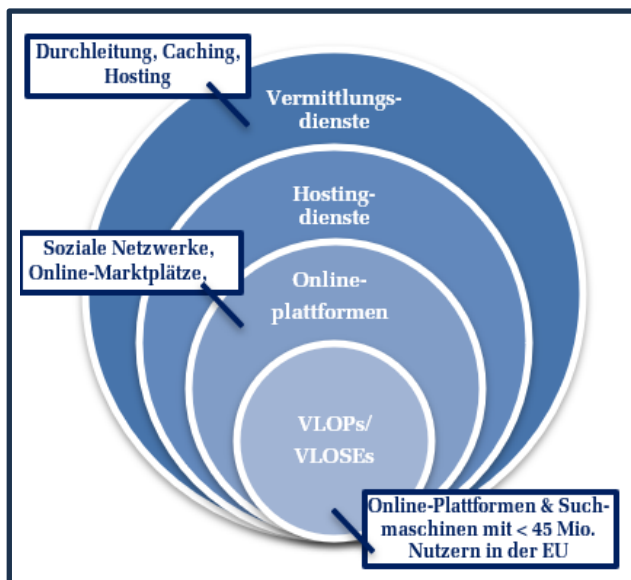 Durchleitung, Caching,
Hosting
Vermittlungs-
dienste
Hosting-
dienste
Soziale Netzwerke,
Online-Marktplätze,
Online-
plattformen
VLOPs/
VLOSEs
Online-Plattformen & Such-
maschinen mit < 45 Mio.
Nutzern in der EU